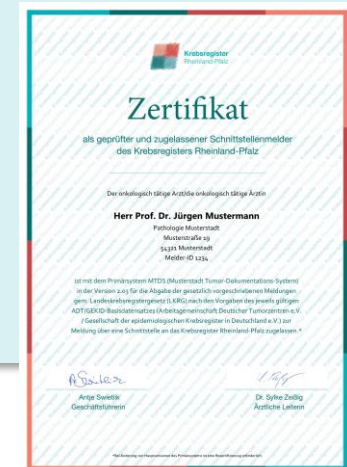 Krebsregister
Rheinland-Pfalz
Zertifikat
als geprüfter und zugelassener Schnittstellenmelder
des Krebsregisters Rheinland-Pfalz
Der onkologisch tätige Arzt/die onkologisch tätige Ärztin
Herr Prof. Dr. Jürgen Mustermann
Pathologie Musterstadt
Musterstraße 19
54321 Musterstadt
Melder-ID 1234
ist mit dem Primärsystem MTDS (Musterstadt Tumor-Dokumentations-System)
in der Version 2.03 für die Abgabe der gesetzlich vorgeschriebenen Meldungen
gem. Landeskrebsregistergesetz (LKRG) nach den Vorgaben des jeweils gültigen
ADT/GEKID-Basisdatensatzes (Arbeitsgemeinschaft Deutscher Tumorzentren e.V.
/ Gesellschaft der epidemiologischen Krebsregister in Deutschland e.V.) zur
Meldung über eine Schnittstelle an das Krebsregister Rheinland-Pfalz zugelassen.*
Antje Swietlik
Geschäftsführerin
Dr. Sylke Zeißig
Ärztliche Leiterin